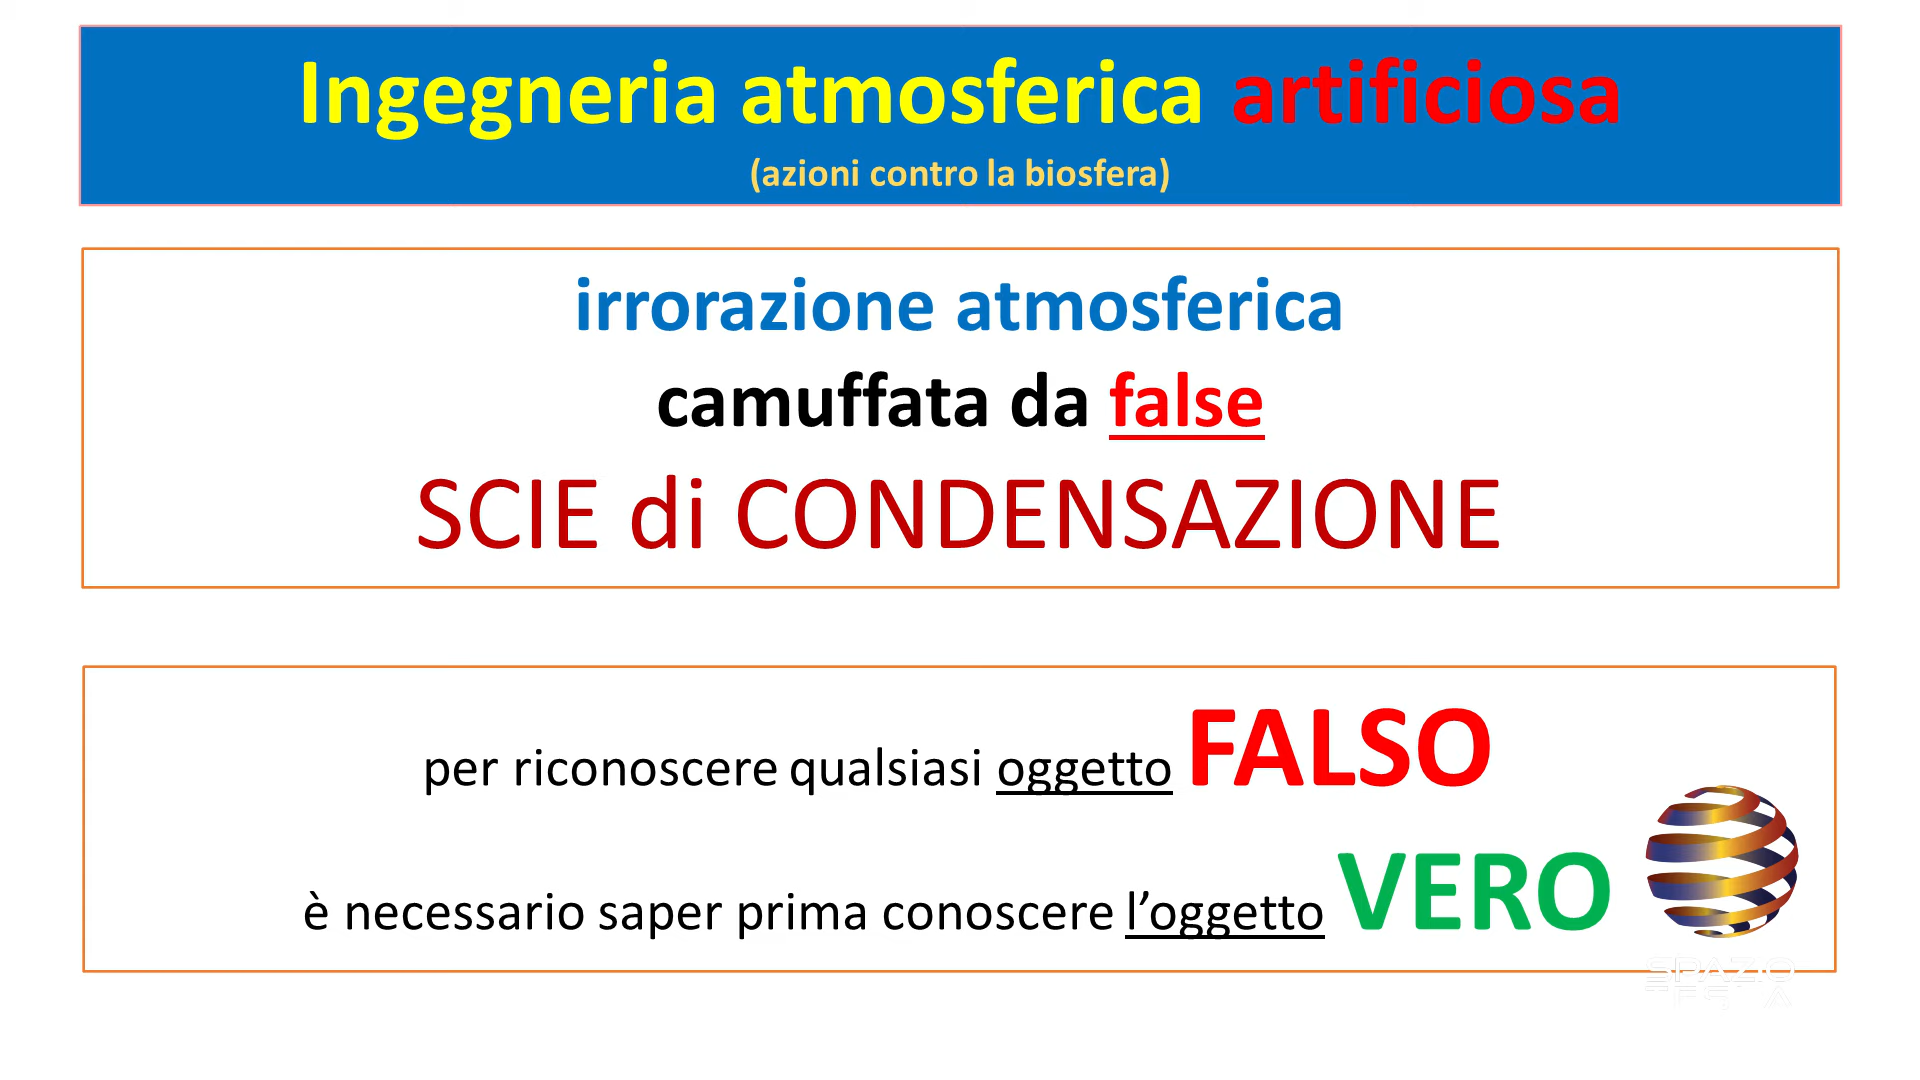 Ingegneria atmosferica artificiosa
(azioni contro la biosfera)
irrorazione atmosferica
camuffata da false
SCIE di CONDENSAZIONE
per riconoscere qualsiasi oggetto FALSO
è necessario saper prima conoscere l’oggetto VERO
SPAZIO